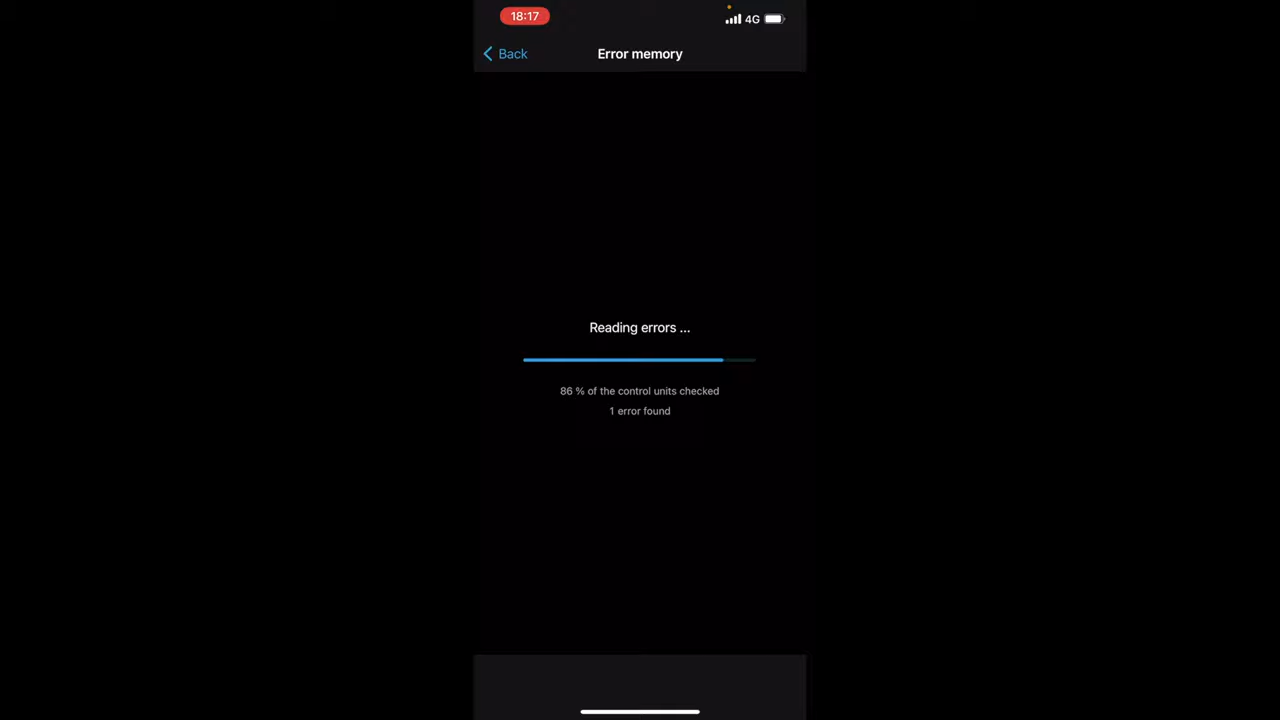 18:17
4G
Back
Error memory
Reading errors ...
86 % of the control units checked
1 error found